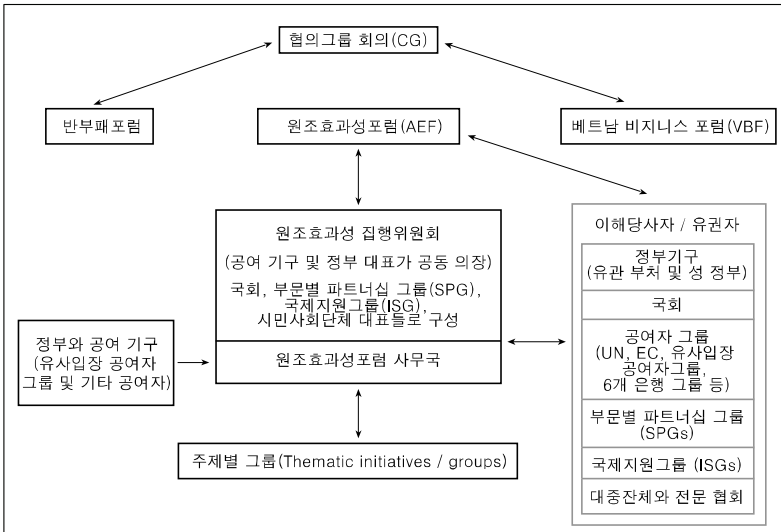 협의그룹 회의(CG)
반부패포럼
원조효과성포럼(AEF)
베트남 비지니스 포럼(VBF)
원조효과성 집행위원회
(공여 기구 및 정부 대표가 공동 의장)
국회, 부문별 파트너십 그룹(SPG),
국제지원그룹(ISG),
시민사회단체 대표들로 구성
원조효과성포럼 사무국
정부와 공여 기구
(유사입장 공여자
그룹 및 기타 공여자)
주제별 그룹(Thematic initiatives / groups)
이해당사자 / 유권자
정부기구
(유관 부처 및 성 정부)
국회
공여자 그룹
(UN, EC, 유사입장
공여자그룹,
6개 은행 그룹 등)
부문별 파트너십 그룹
(SPGs)
국제지원그룹 (ISGs)
대중잔체와 전문 협회